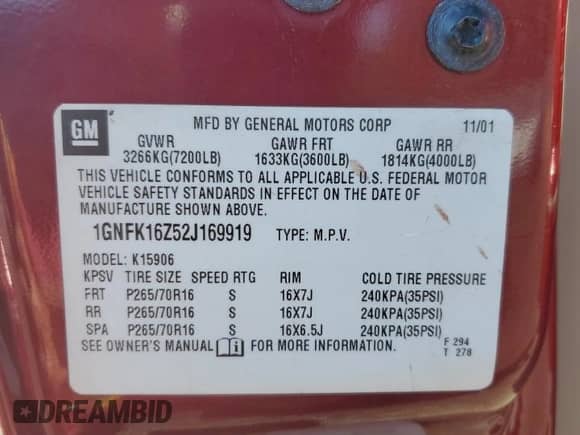 GM
MFD BY GENERAL MOTORS CORP 11/01
GVWR GAWR FRT GAWR RR
3266KG(7200LB) 1633KG(3600LB) 1814KG(4000LB)
THIS VEHICLE CONFORMS TO ALL APPLICABLE U.S. FEDERAL MOTOR
VEHICLE SAFETY STANDARDS IN EFFECT ON THE DATE OF
MANUFACTURE SHOWN ABOVE.
1GNFK16Z52J169919 TYPE: M.P.V.
MODEL: K15906
KPSV TIRE SIZE SPEED RTG RIM COLD TIRE PRESSURE
FRT P265/70R16 S 16X7J 240KPA(35PSI)
RR P265/70R16 S 16X7J 240KPA(35PSI)
SPA P265/70R16 S 16X6.5J 240KPA(35PSI)
SEE OWNER'S MANUAL i FOR MORE INFORMATION.
F 294
T 278
DREAMBID